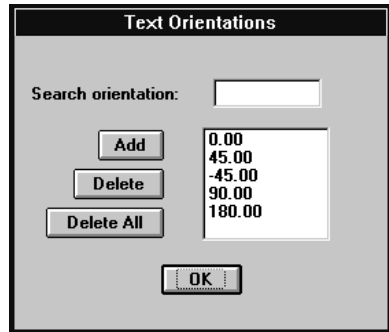 Text Orientations
Search orientation:
Add
Delete
Delete All
0.00
45.00
-45.00
90.00
180.00
OK